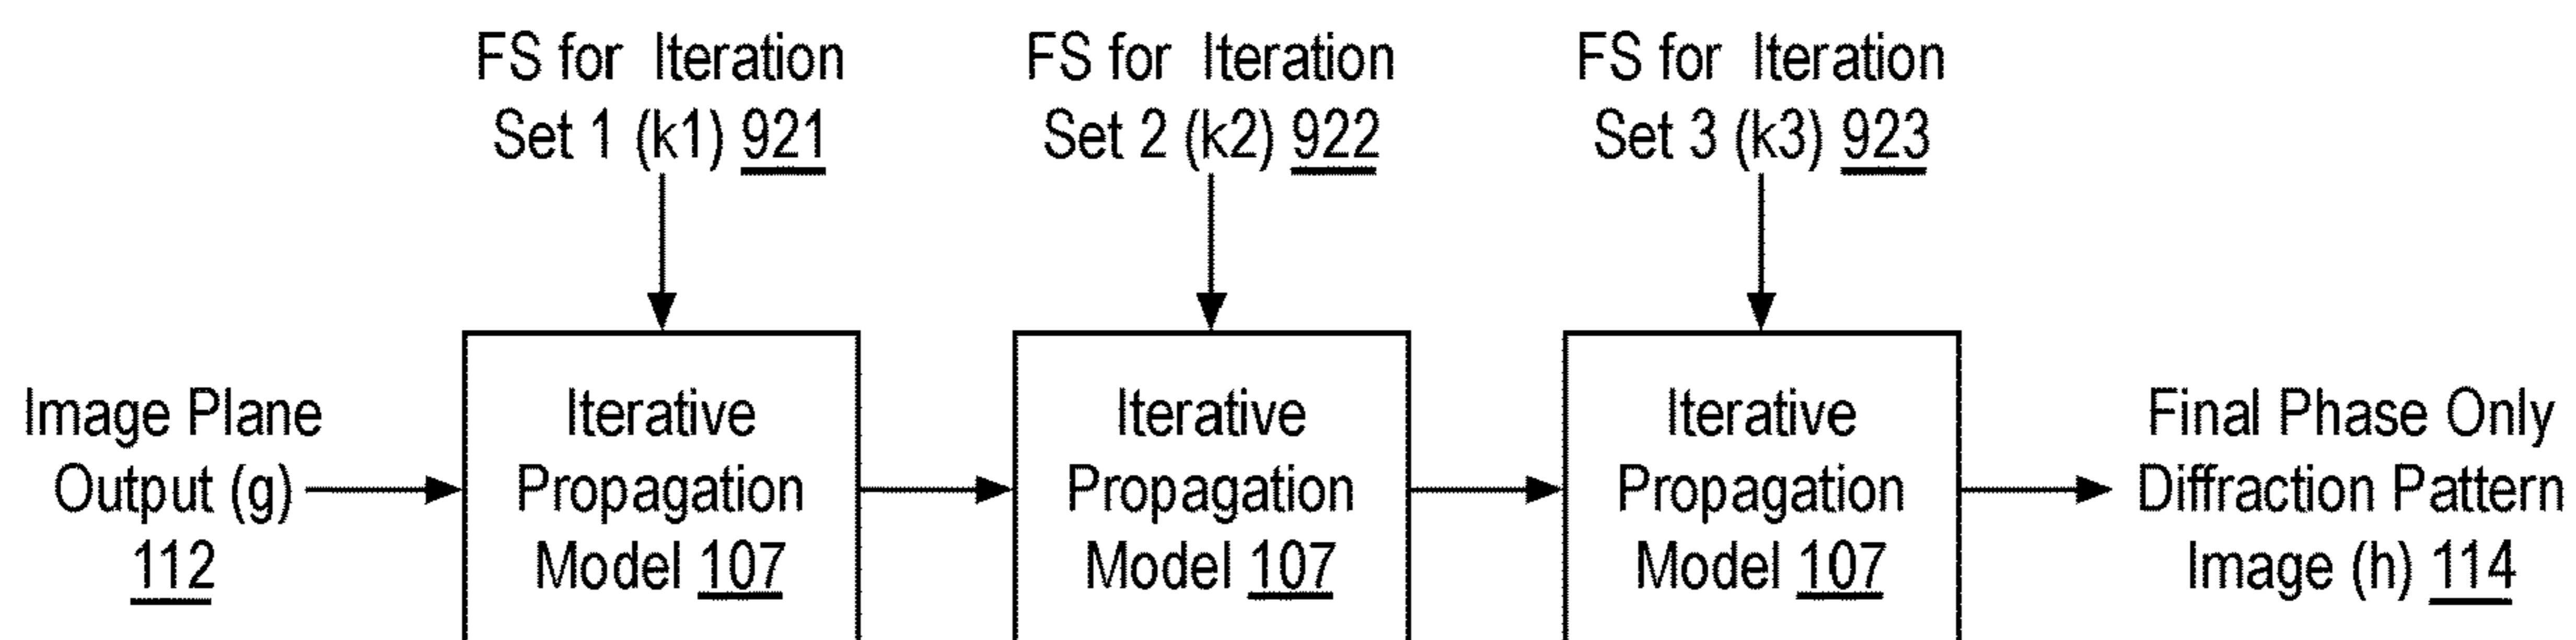 FS for Iteration
Set 1 (k1) 921
FS for Iteration
Set 2 (k2) 922
FS for Iteration
Set 3 (k3) 923
Image Plane
Output (g)
112
Iterative
Propagation
Model 107
Iterative
Propagation
Model 107
Iterative
Propagation
Model 107
Final Phase Only
Diffraction Pattern
Image (h) 114